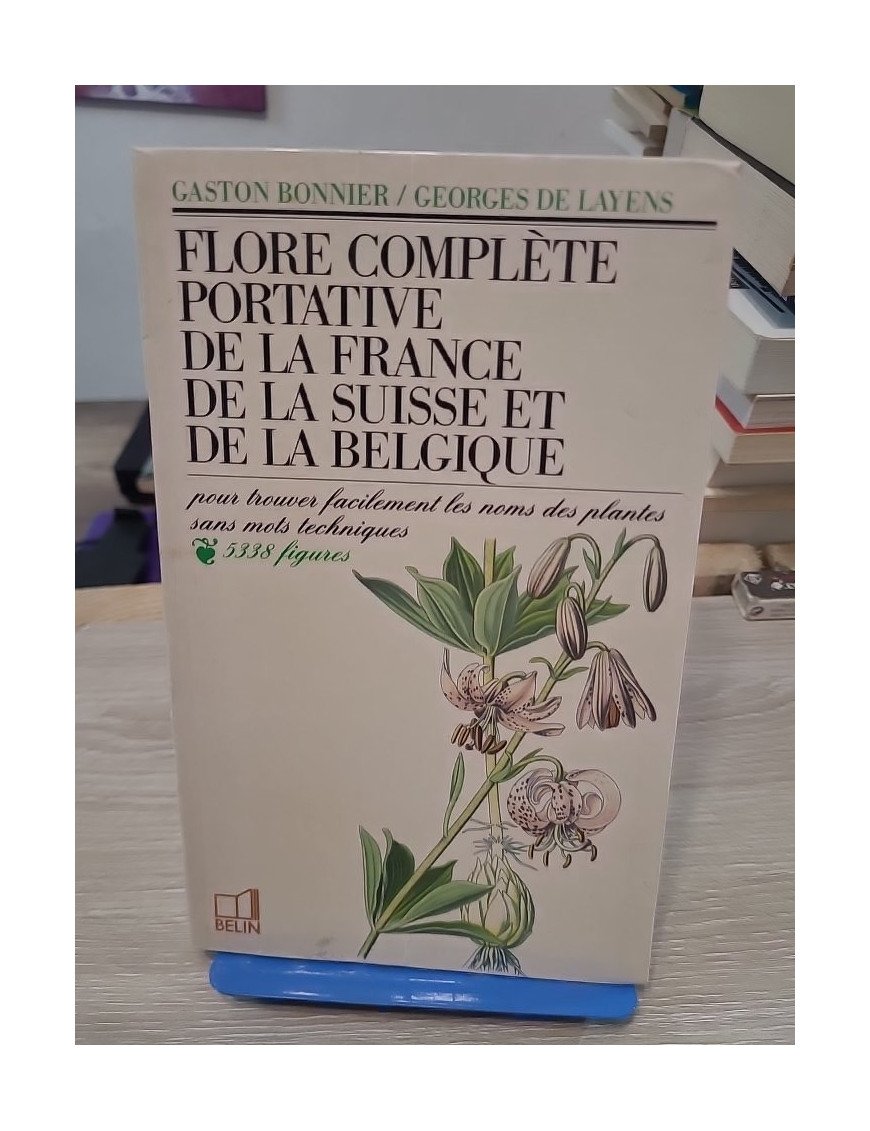 GASTON BONNIER / GEORGES DE LAYENS
FLORE COMPLÈTE
PORTATIVE
DE LA FRANCE
DE LA SUISSE ET
DE LA BELGIQUE
pour trouver facilement les noms des plantes
sans mots techniques
❦ 5338 figures
BELIN